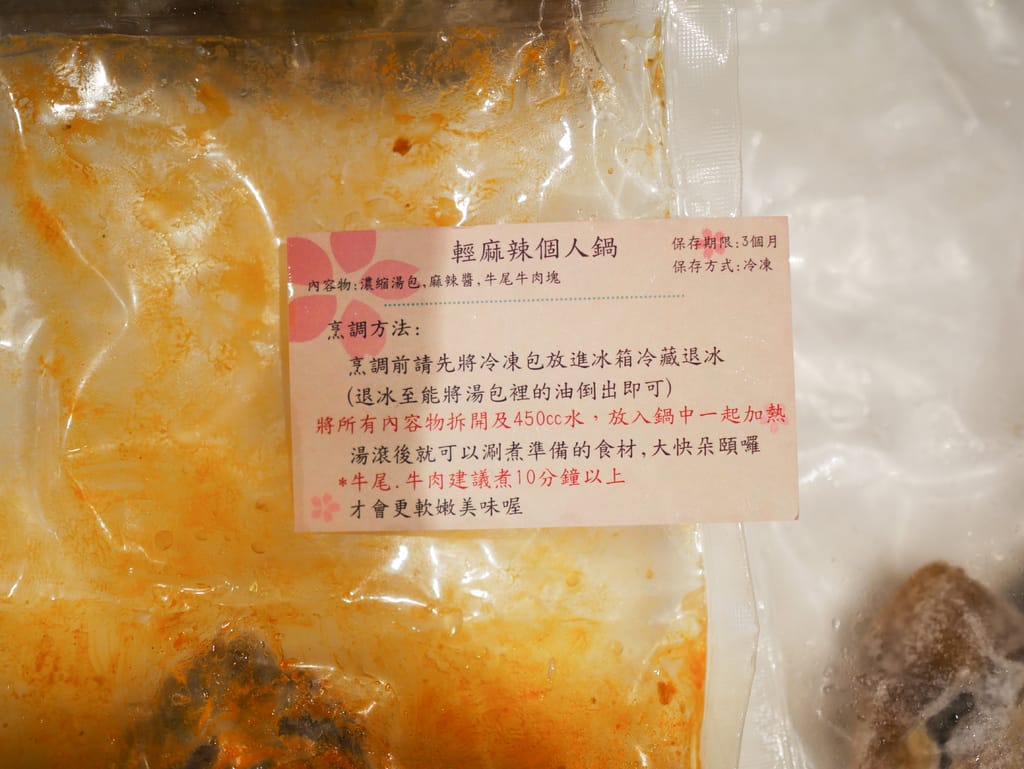 輕麻辣個人鍋
保存期限:3個月
保存方式:冷凍
內容物:濃縮湯包,麻辣醬,牛尾牛肉塊
烹調方法:
烹調前請先將冷凍包放進冰箱冷藏退冰
(退冰至能將湯包裡的油倒出即可)
將所有內容物拆開及450cc水，放入鍋中一起加熱
湯滾後就可以涮煮準備的食材,大快朵頤囉
*牛尾.牛肉建議煮10分鐘以上
才會更軟嫩美味喔